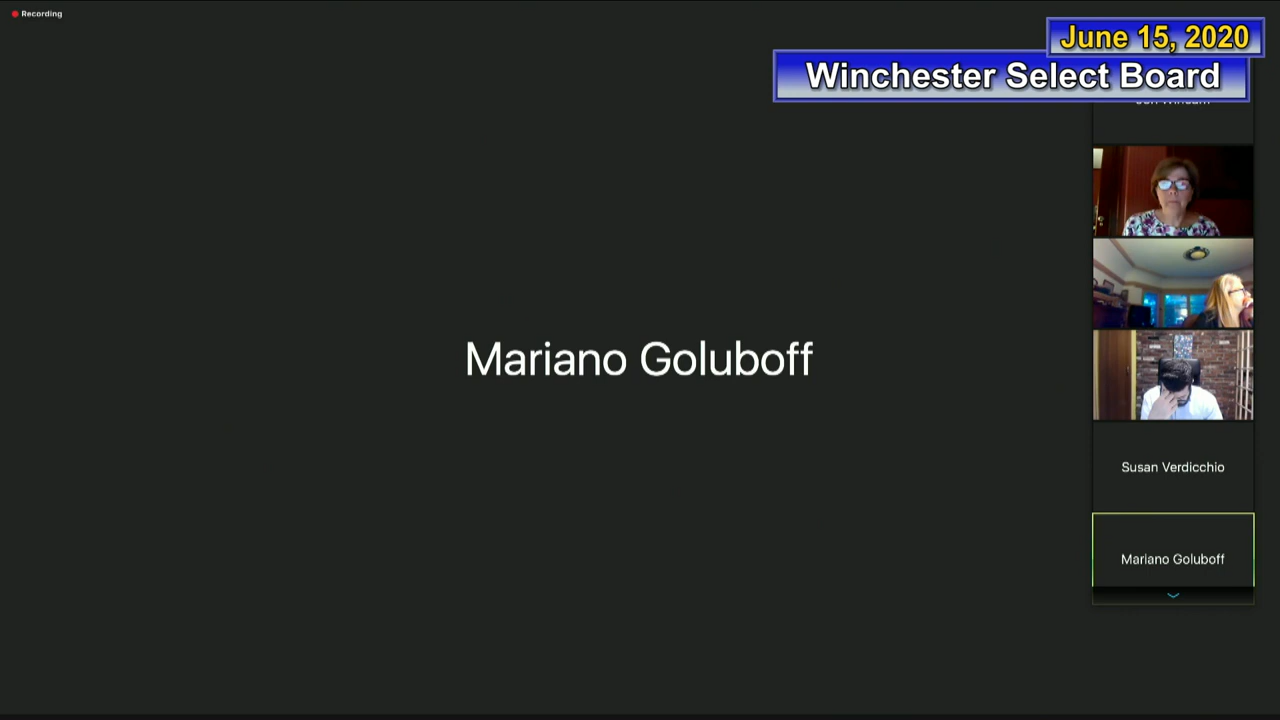 Recording
June 15, 2020
Winchester Select Board
Mariano Goluboff
Susan Verdicchio
Mariano Goluboff